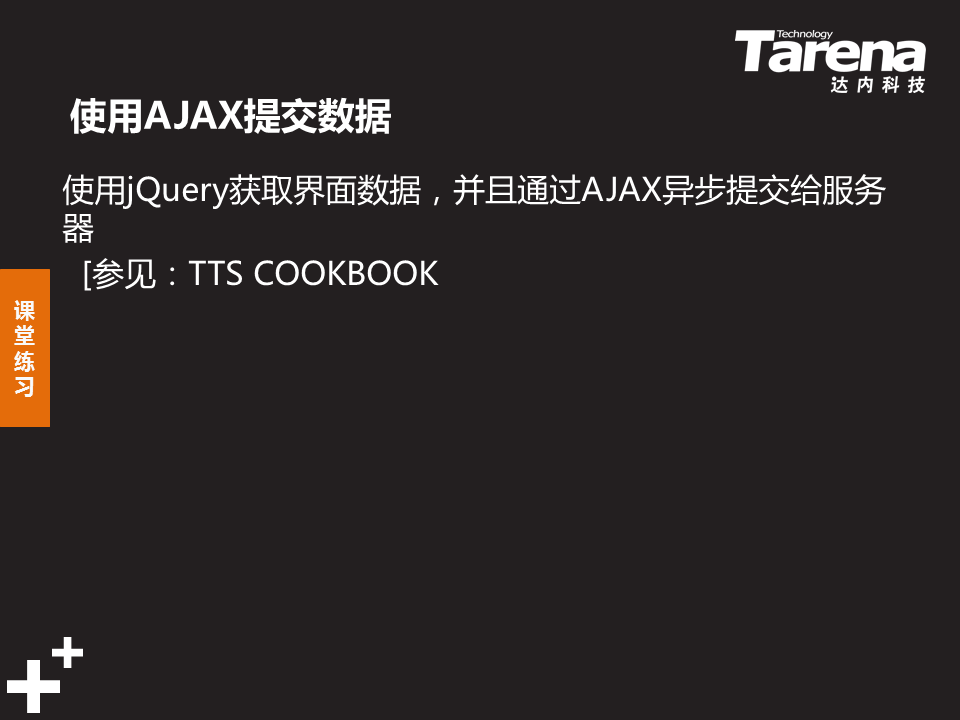 Technology
Tarena
达内科技
使用AJAX提交数据
使用jQuery获取界面数据，并且通过AJAX异步提交给服务
器
[参见：TTS COOKBOOK
课
堂
练
习